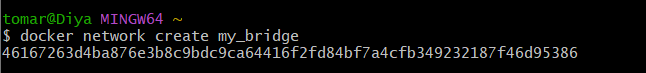 tomar@Diya MINGW64 ~
$ docker network create my_bridge
46167263d4ba876e3b8c9bdc9ca64416f2fd84bf7a4cfb349232187f46d95386